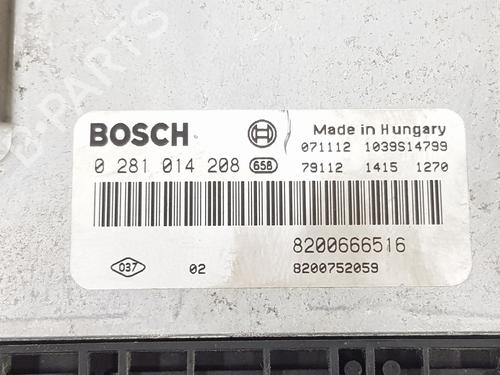 B-PARTS
BOSCH
Made in Hungary
071112 1039S14799
0 281 014 208 658
79112 1415 1270
8200666516
037 02 8200752059